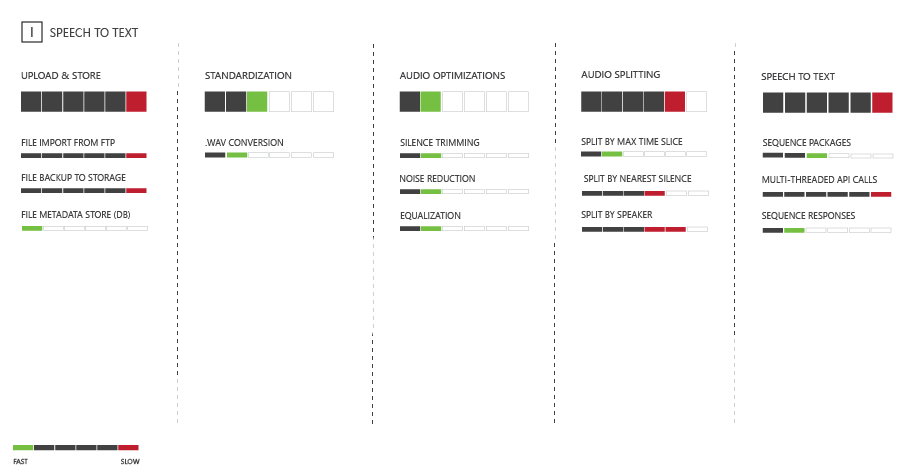 I SPEECH TO TEXT
UPLOAD & STORE
FILE IMPORT FROM FTP
FILE BACKUP TO STORAGE
FILE METADATA STORE (DB)
STANDARDIZATION
.WAV CONVERSION
AUDIO OPTIMIZATIONS
SILENCE TRIMMING
NOISE REDUCTION
EQUALIZATION
AUDIO SPLITTING
SPLIT BY MAX TIME SLICE
SPLIT BY NEAREST SILENCE
SPLIT BY SPEAKER
SPEECH TO TEXT
SEQUENCE PACKAGES
MULTI-THREADED API CALLS
SEQUENCE RESPONSES
FAST SLOW